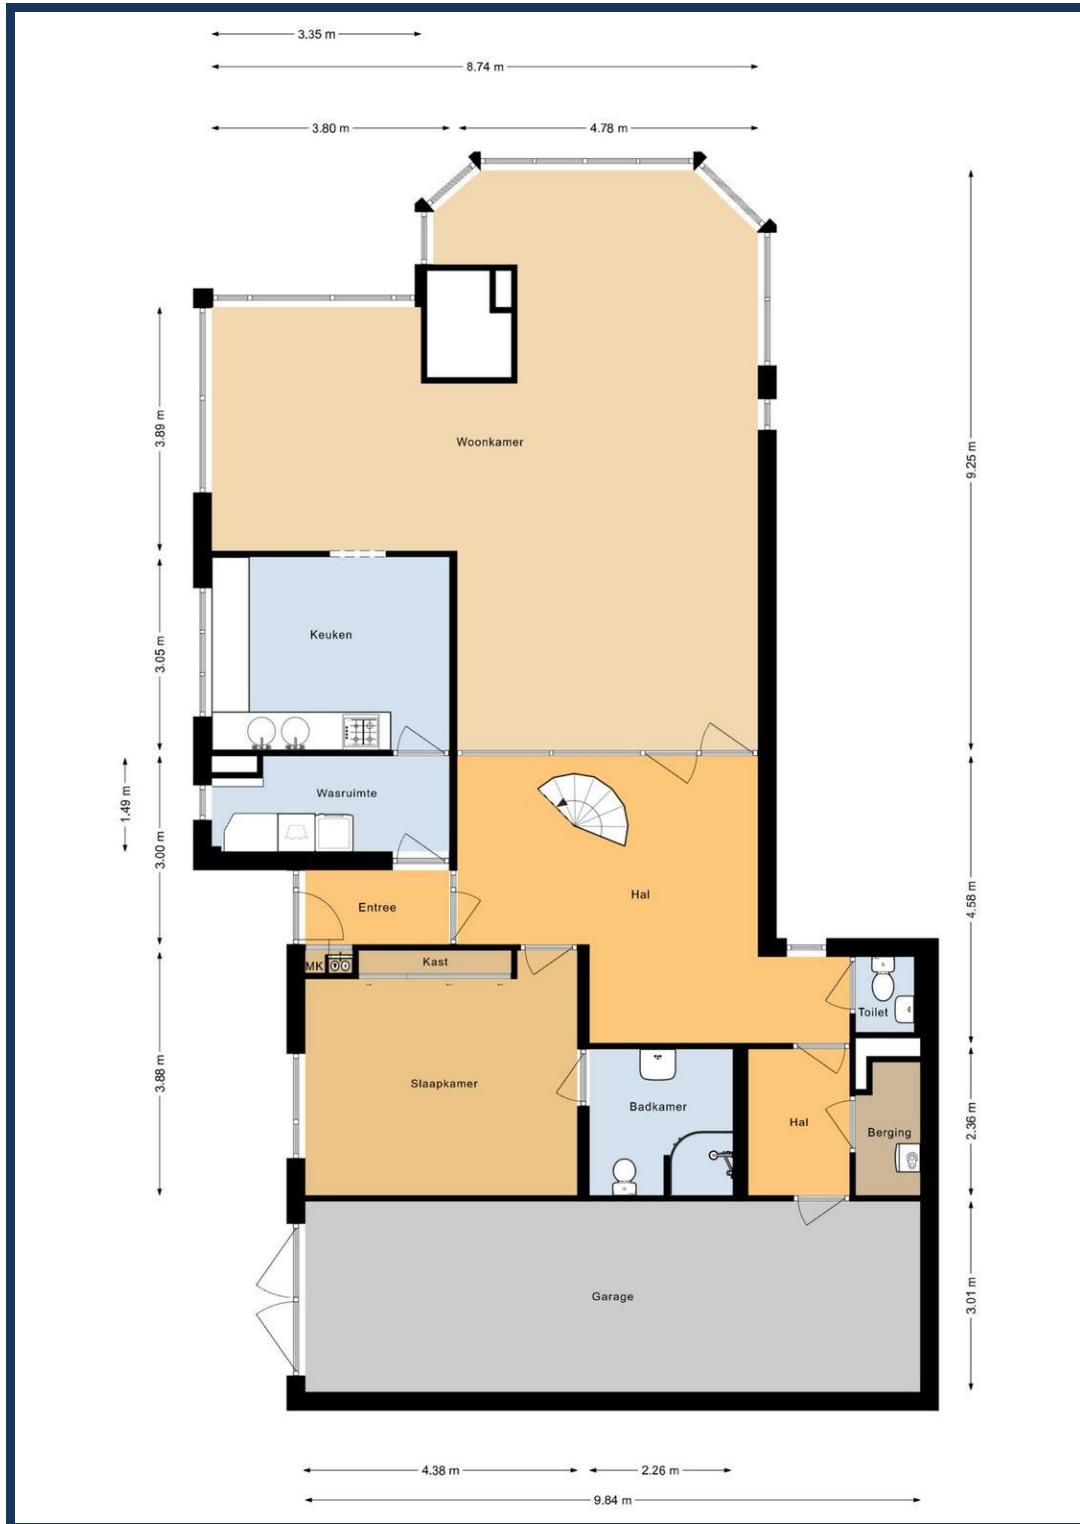 3.35 m
8.74 m
3.80 m
4.78 m
3.89 m
9.25 m
Woonkamer
3.05 m
Keuken
1.49 m
3.00 m
Wasruimte
4.58 m
Hal
Entree
MK
Kast
Toilet
3.88 m
Slaapkamer
Badkamer
Hal
Berging
2.36 m
Garage
3.01 m
4.38 m
2.26 m
9.84 m